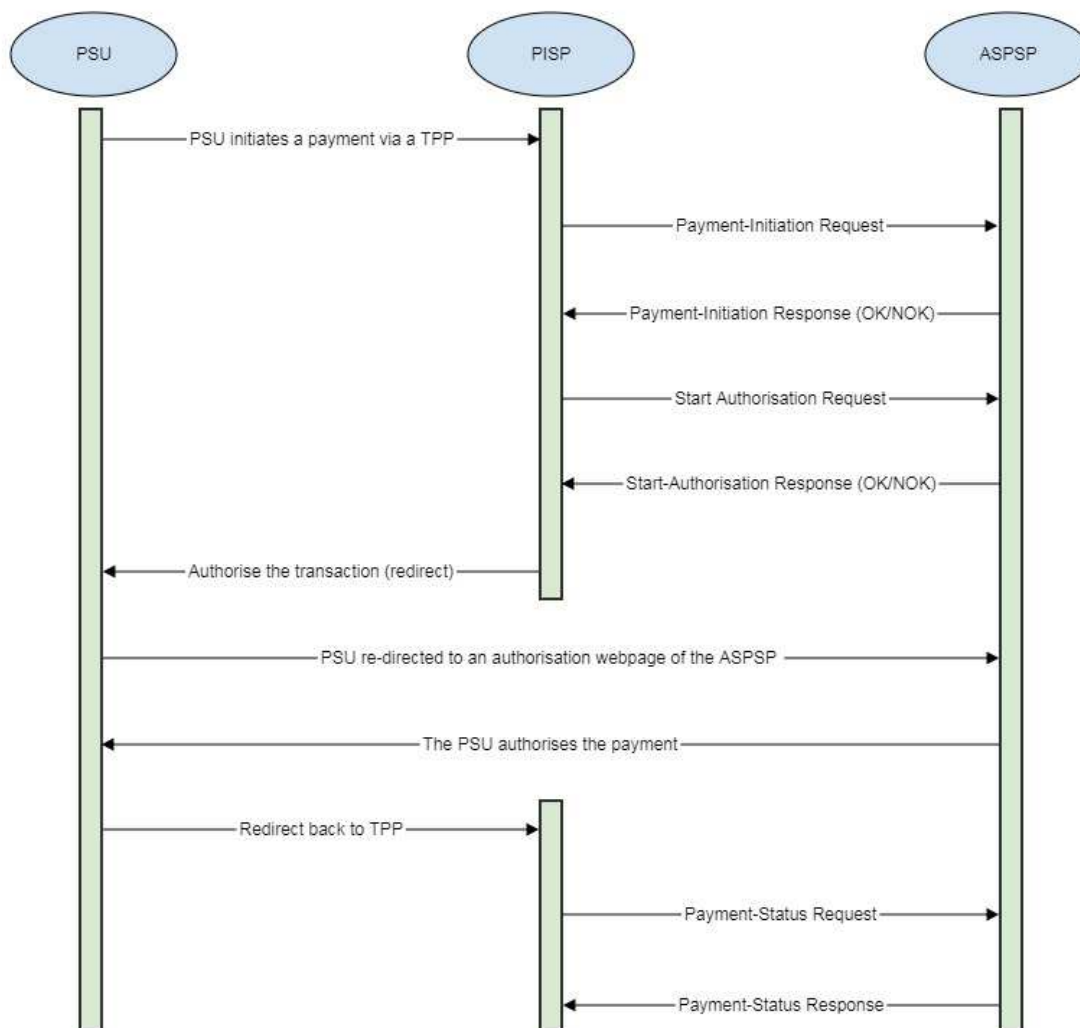 PSU
PISP
ASPSP
PSU initiates a payment via a TPP
Payment-Initiation Request
Payment-Initiation Response (OK/NOK)
Start Authorisation Request
Start-Authorisation Response (OK/NOK)
Authorise the transaction (redirect)
PSU re-directed to an authorisation webpage of the ASPSP
The PSU authorises the payment
Redirect back to TPP
Payment-Status Request
Payment-Status Response